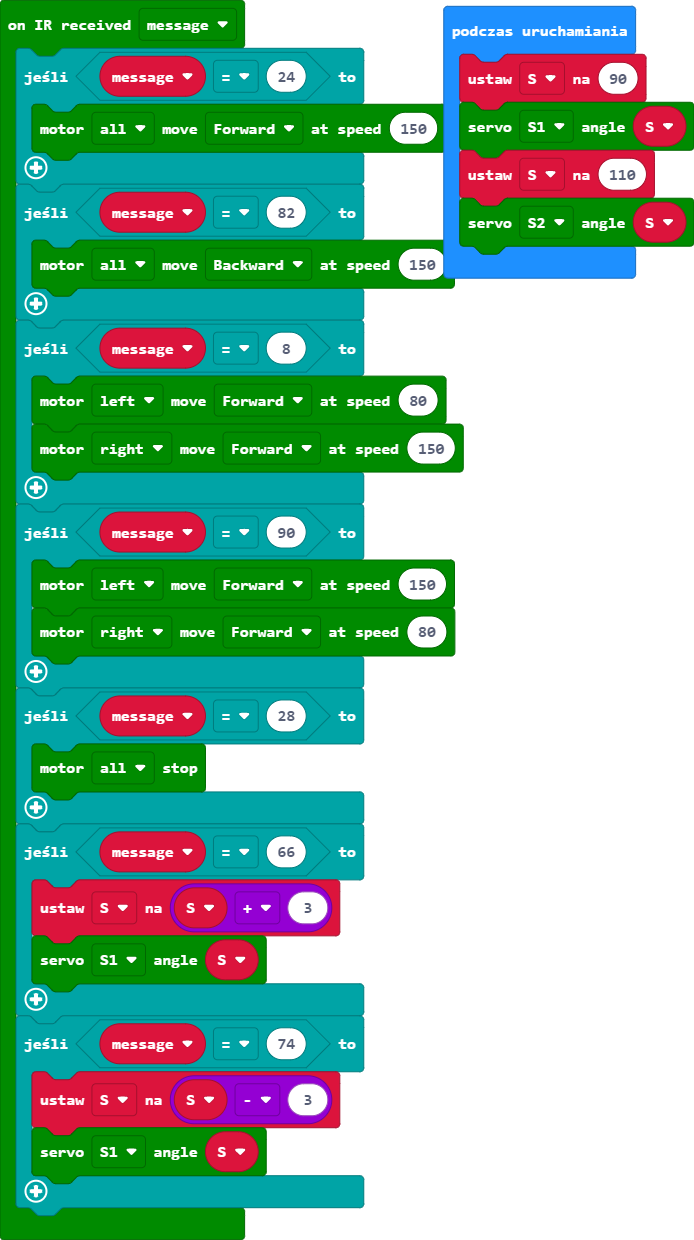 on IR received message
jeśli message = 24 to
motor all move Forward at speed 150
jeśli message = 82 to
motor all move Backward at speed 150
jeśli message = 8 to
motor left move Forward at speed 80
motor right move Forward at speed 150
jeśli message = 90 to
motor left move Forward at speed 150
motor right move Forward at speed 80
jeśli message = 28 to
motor all stop
jeśli message = 66 to
ustaw S na S + 3
servo S1 angle S
jeśli message = 74 to
ustaw S na S - 3
servo S1 angle S
podczas uruchamiania
ustaw S na 90
servo S1 angle S
ustaw S na 110
servo S2 angle S